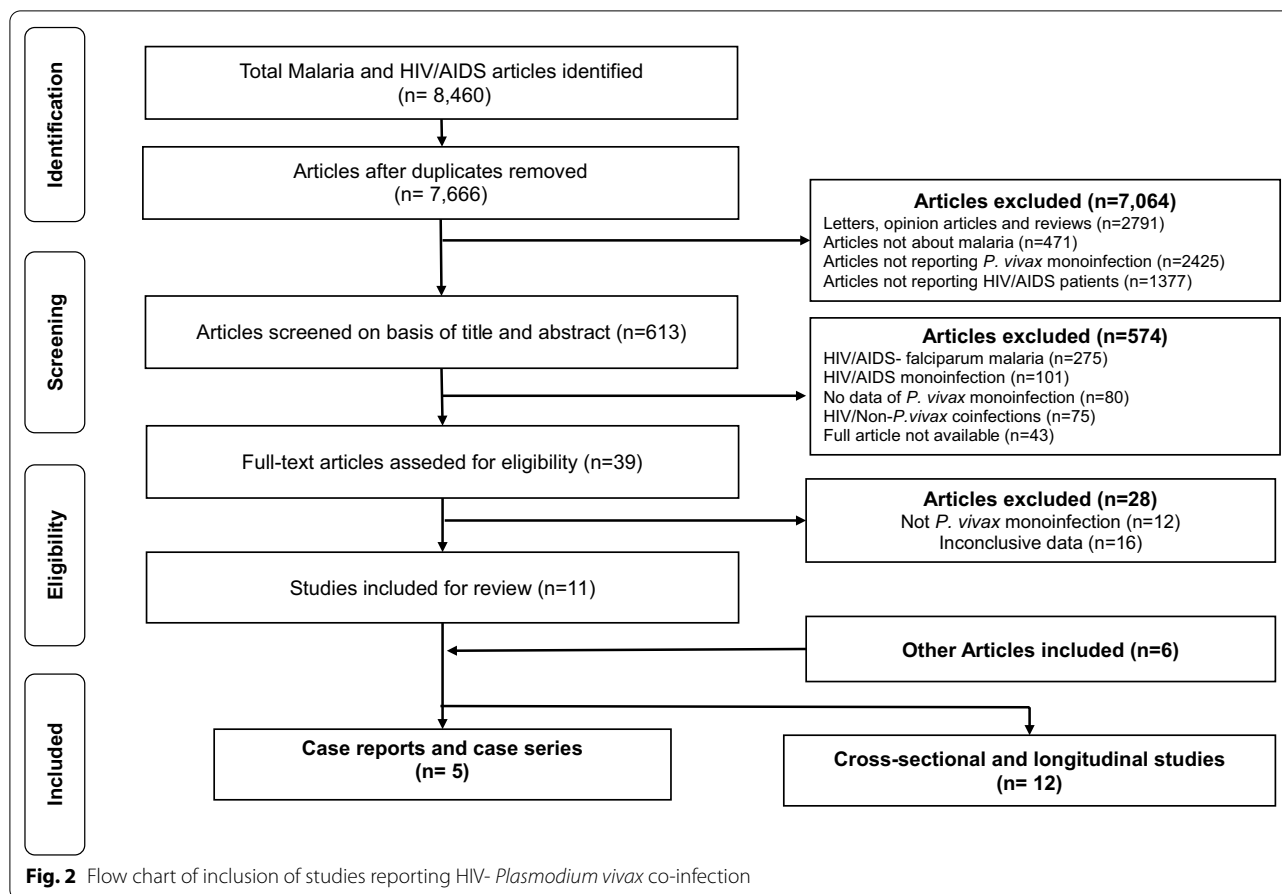 Identification
Total Malaria and HIV/AIDS articles identified
(n= 8,460)
Articles after duplicates removed
(n= 7,666)
Articles excluded (n=7,064)
Letters, opinion articles and reviews (n=2791)
Articles not about malaria (n=471)
Articles not reporting P. vivax monoinfection (n=2425)
Articles not reporting HIV/AIDS patients (n=1377)
Screening
Articles screened on basis of title and abstract (n=613)
Articles excluded (n=574)
HIV/AIDS- falciparum malaria (n=275)
HIV/AIDS monoinfection (n=101)
No data of P. vivax monoinfection (n=80)
HIV/Non-P.vivax coinfections (n=75)
Full article not available (n=43)
Eligibility
Full-text articles asseded for eligibility (n=39)
Articles excluded (n=28)
Not P. vivax monoinfection (n=12)
Inconclusive data (n=16)
Studies included for review (n=11)
Other Articles included (n=6)
Included
Case reports and case series
(n= 5)
Cross-sectional and longitudinal studies
(n= 12)
Fig. 2 Flow chart of inclusion of studies reporting HIV- Plasmodium vivax co-infection